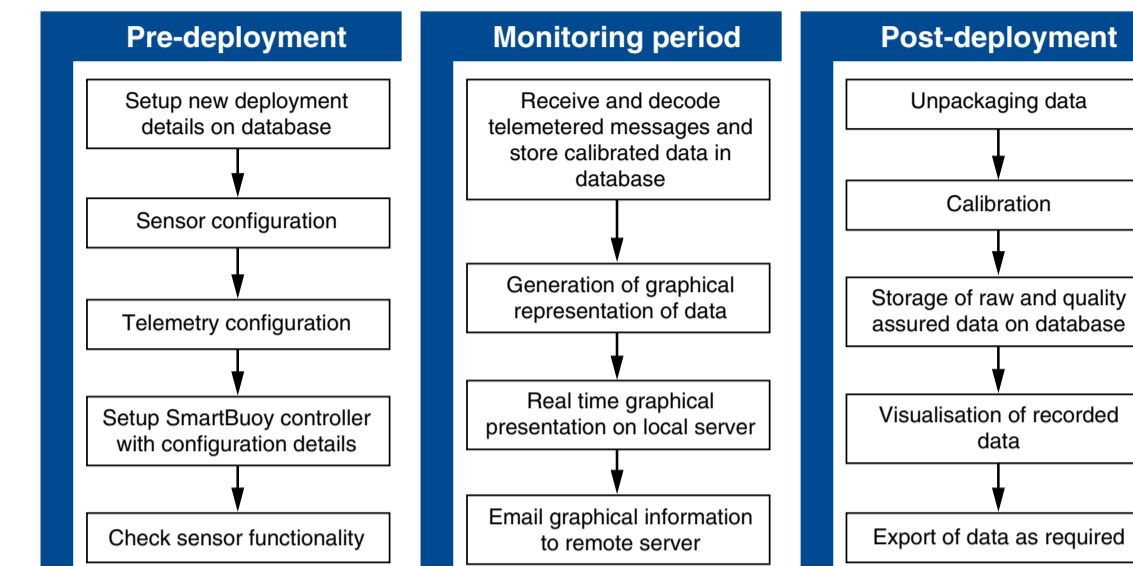 Pre-deployment
Setup new deployment
details on database
Sensor configuration
Telemetry configuration
Setup SmartBuoy controller
with configuration details
Check sensor functionality
Monitoring period
Receive and decode
telemetered messages and
store calibrated data in
database
Generation of graphical
representation of data
Real time graphical
presentation on local server
Email graphical information
to remote server
Post-deployment
Unpackaging data
Calibration
Storage of raw and quality
assured data on database
Visualisation of recorded
data
Export of data as required